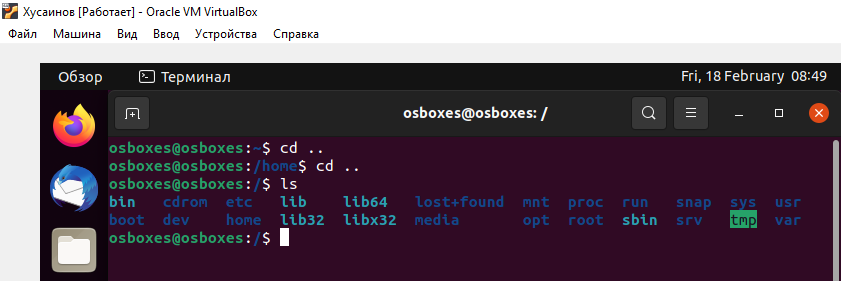 Хусаинов [Работает] - Oracle VM VirtualBox
Файл Машина Вид Ввод Устройства Справка
Обзор Терминал Fri, 18 February 08:49
osboxes@osboxes: /
osboxes@osboxes:~$ cd ..
osboxes@osboxes:/home$ cd ..
osboxes@osboxes:/$ ls
bin cdrom etc lib lib64 lost+found mnt proc run snap sys usr
boot dev home lib32 libx32 media opt root sbin srv tmp var
osboxes@osboxes:/$